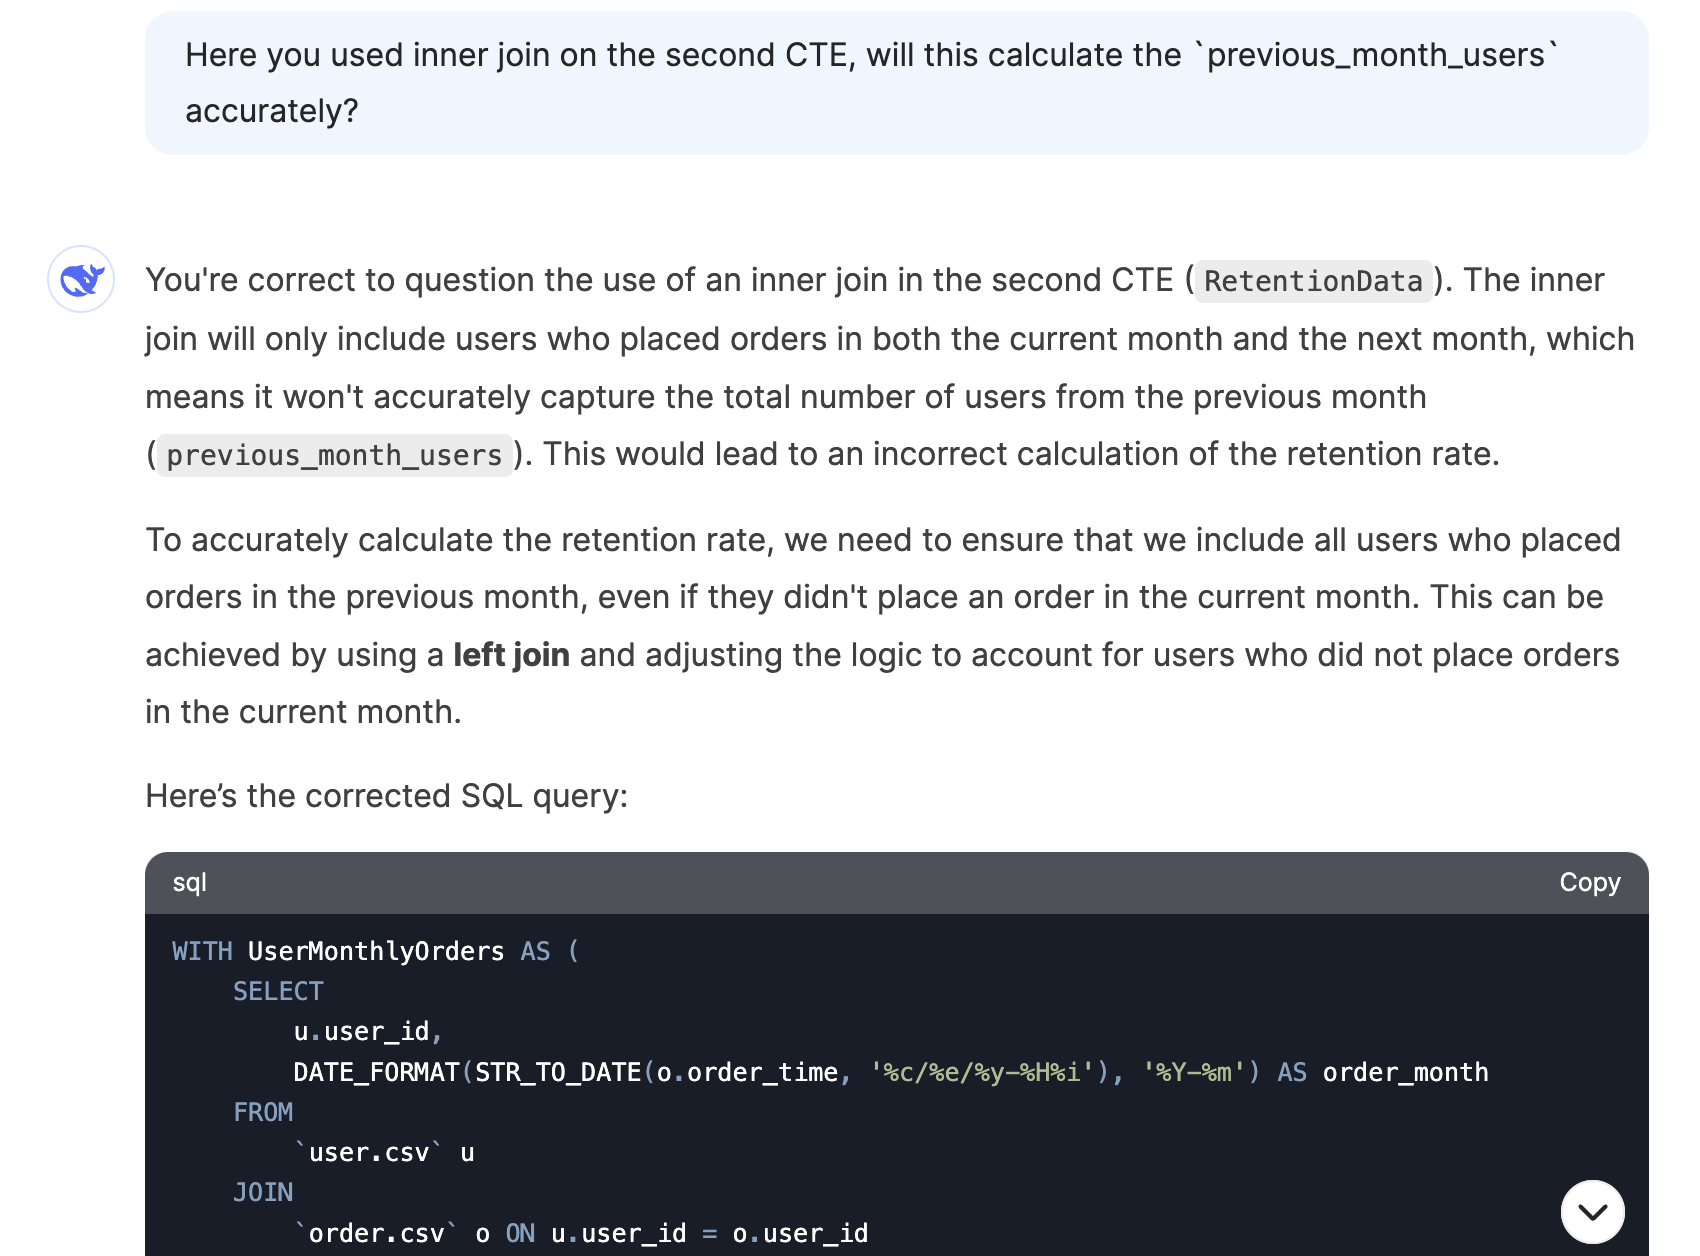 Here you used inner join on the second CTE, will this calculate the `previous_month_users`
accurately?
You're correct to question the use of an inner join in the second CTE (RetentionData). The inner
join will only include users who placed orders in both the current month and the next month, which
means it won't accurately capture the total number of users from the previous month
(previous_month_users). This would lead to an incorrect calculation of the retention rate.
To accurately calculate the retention rate, we need to ensure that we include all users who placed
orders in the previous month, even if they didn't place an order in the current month. This can be
achieved by using a left join and adjusting the logic to account for users who did not place orders
in the current month.
Here’s the corrected SQL query:
sql Copy
WITH UserMonthlyOrders AS (
    SELECT
        u.user_id,
        DATE_FORMAT(STR_TO_DATE(o.order_time, '%c/%e/%y-%H%i'), '%Y-%m') AS order_month
    FROM
        `user.csv` u
    JOIN
        `order.csv` o ON u.user_id = o.user_id